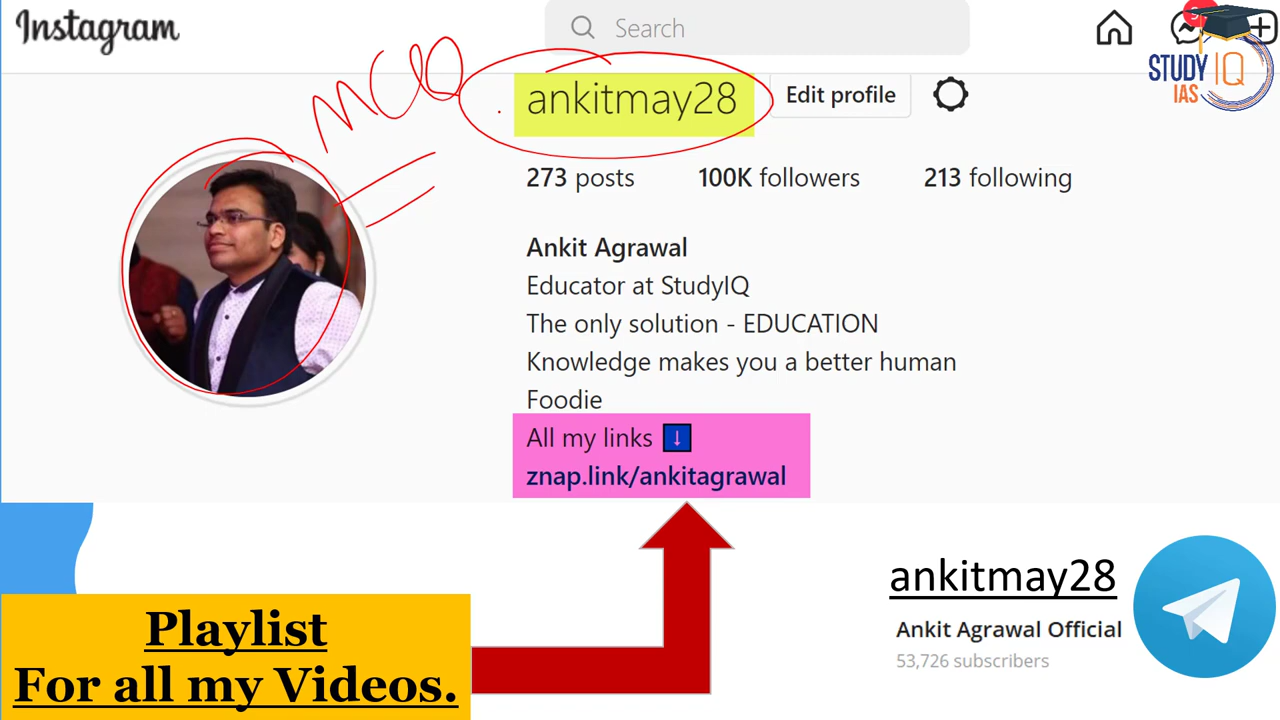 Instagram
Search
STUDY IQ
IAS
MCQ
ankitmay28
Edit profile
273 posts 100K followers 213 following
Ankit Agrawal
Educator at StudyIQ
The only solution - EDUCATION
Knowledge makes you a better human
Foodie
All my links ↓
znap.link/ankitagrawal
ankitmay28
Ankit Agrawal Official
53,726 subscribers
Playlist
For all my Videos.